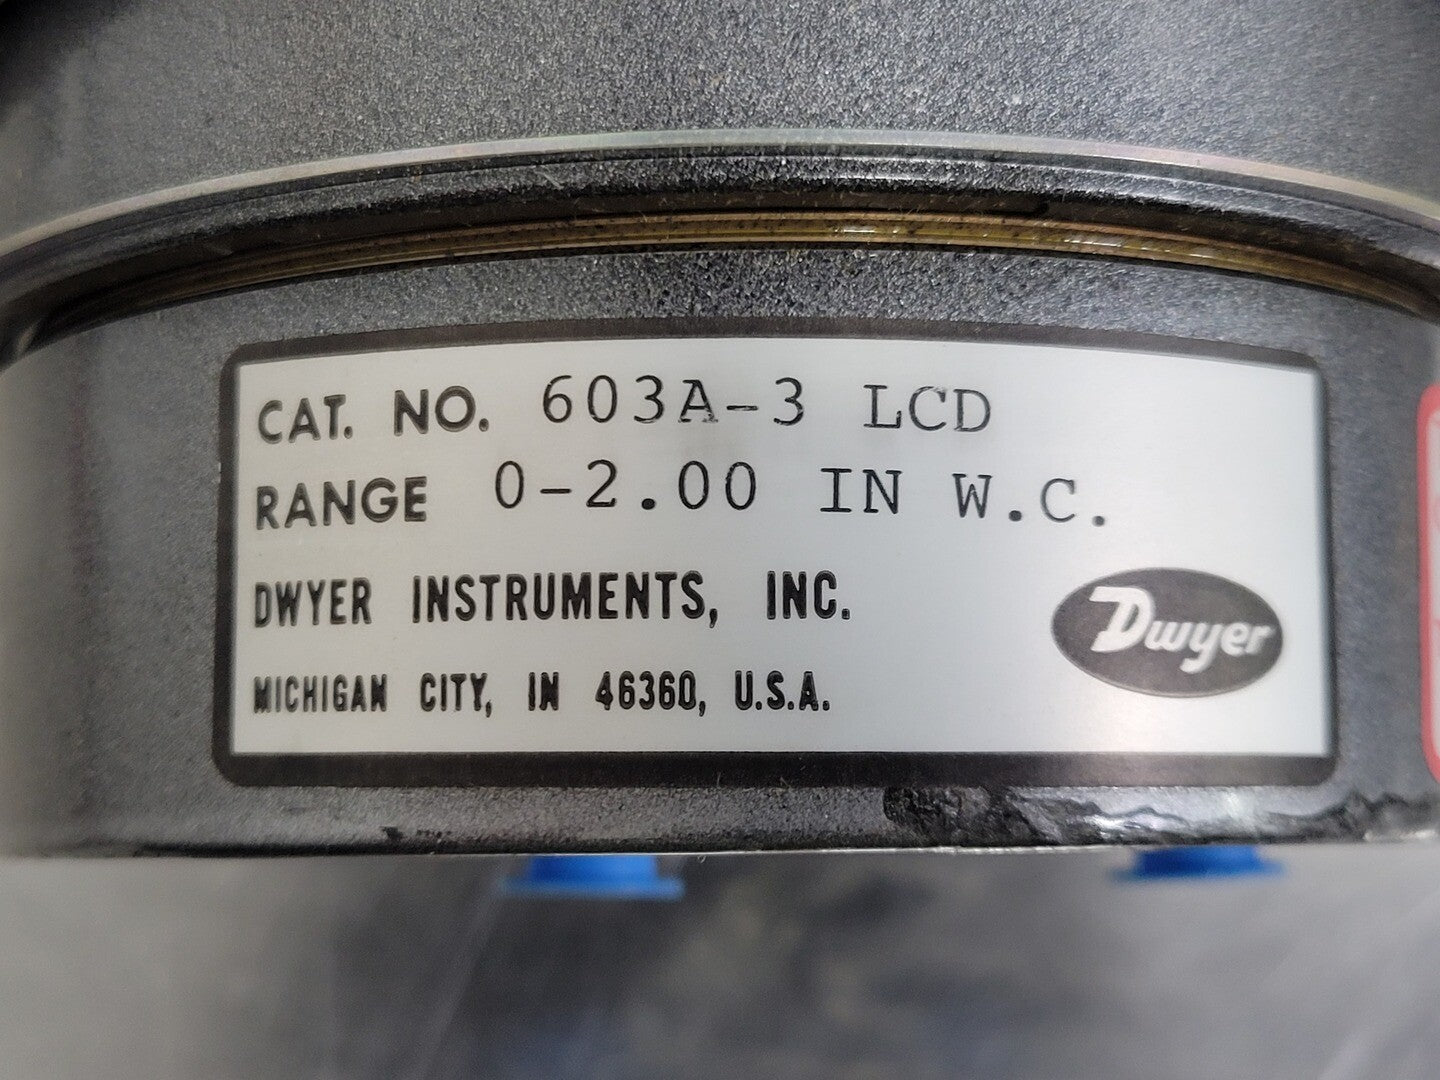 CAT. NO. 603A-3 LCD
RANGE 0-2.00 IN W.C.
DWYER INSTRUMENTS, INC.
MICHIGAN CITY, IN 46360, U.S.A.
Dwyer